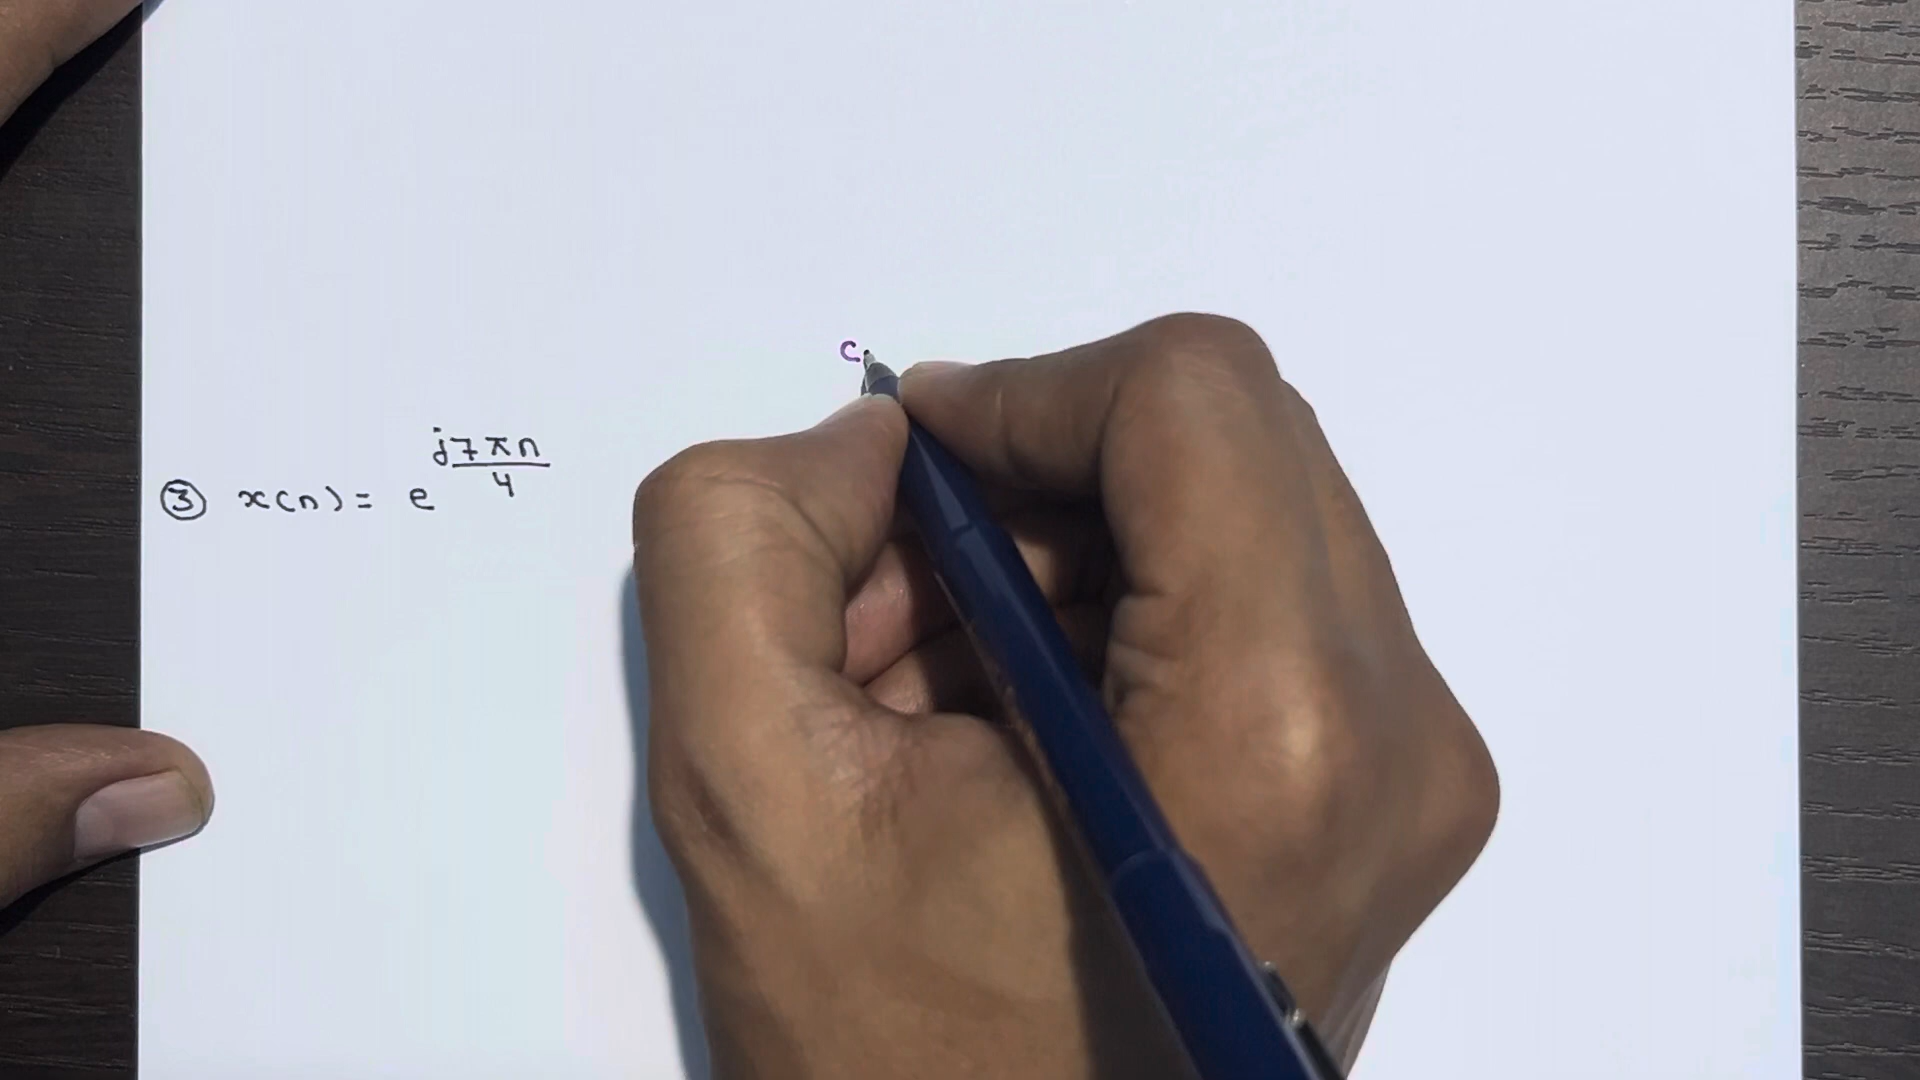 c
③ x(n) = e^(j7πn/4)